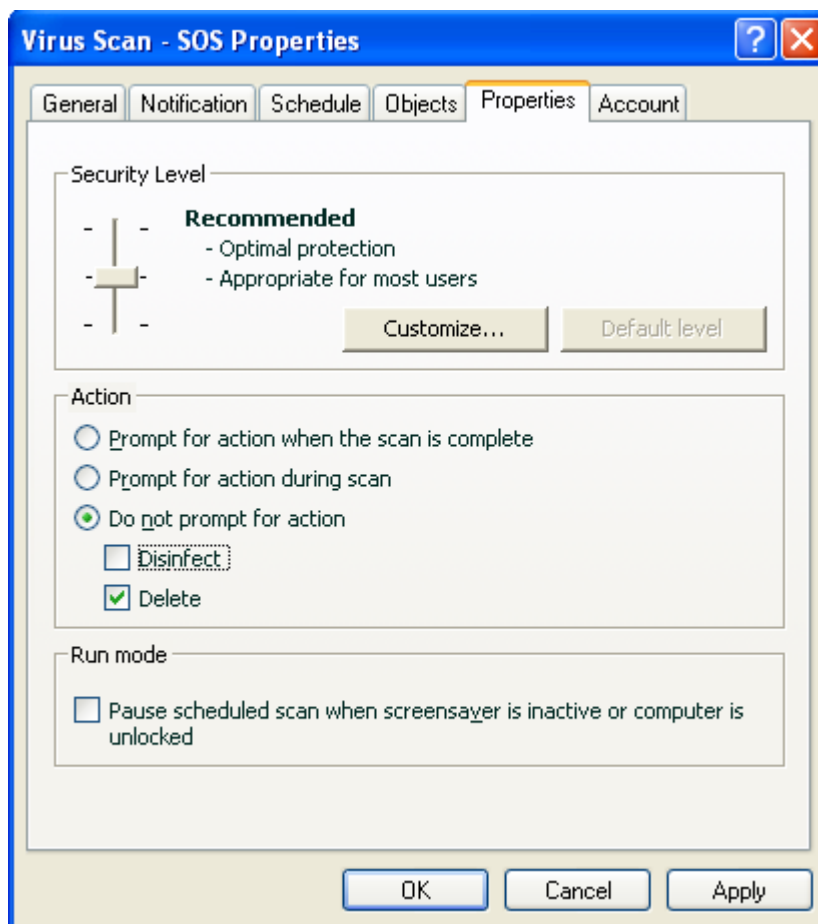 Virus Scan - SOS Properties
General Notification Schedule Objects Properties Account
Security Level
Recommended
- Optimal protection
- Appropriate for most users
Customize... Default level
Action
Prompt for action when the scan is complete
Prompt for action during scan
Do not prompt for action
Disinfect
Delete
Run mode
Pause scheduled scan when screensaver is inactive or computer is
unlocked
OK Cancel Apply